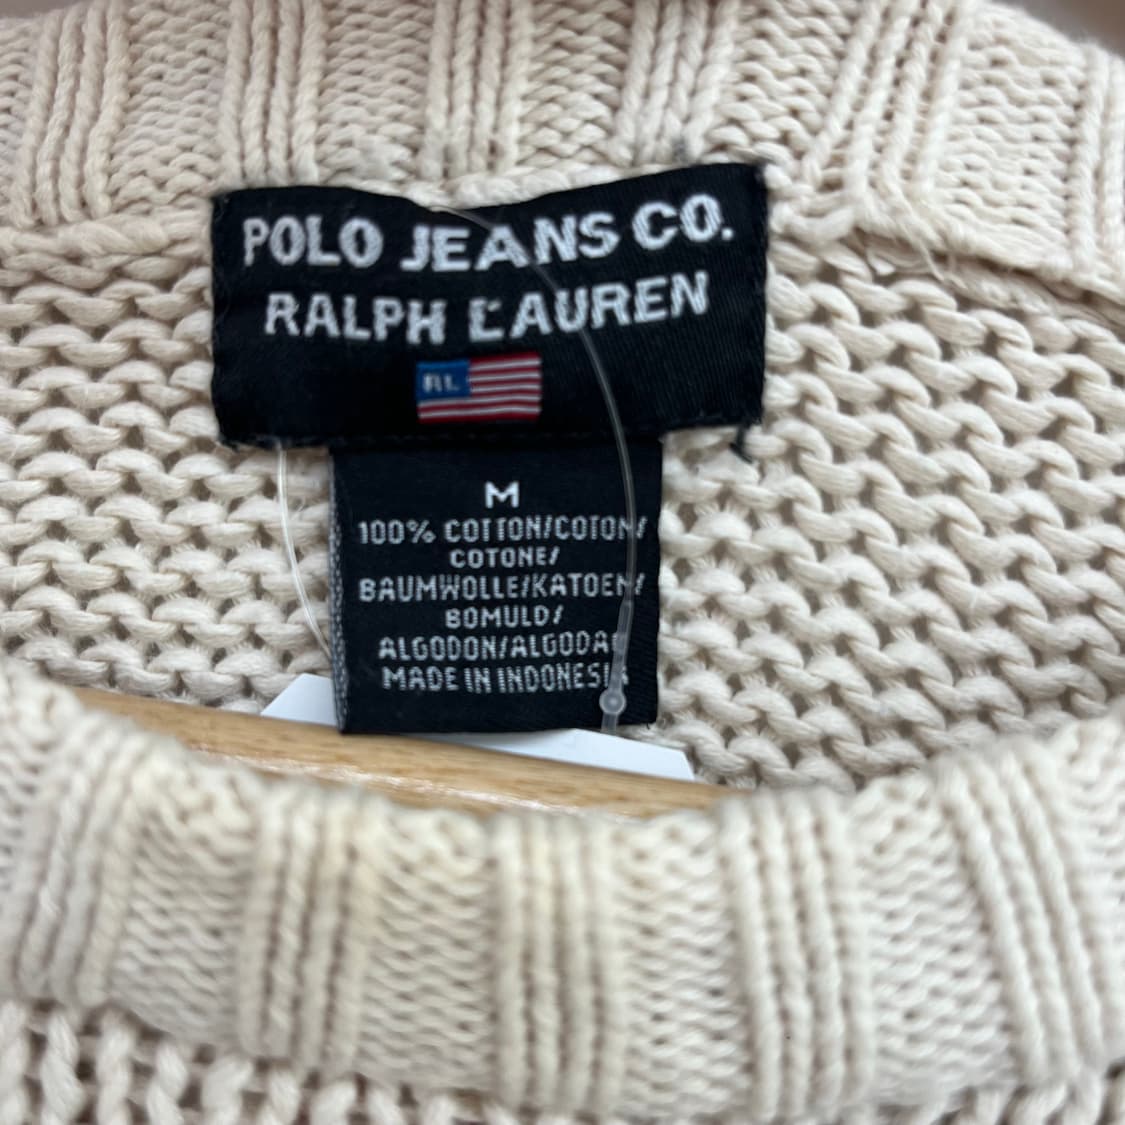 POLO JEANS CO.
RALPH LAUREN
RL
M
100% COTTON/COTON/
COTONE/
BAUMWOLLE/KATOEN/
BOMULD/
ALGODON/ALGODAO
MADE IN INDONESIA